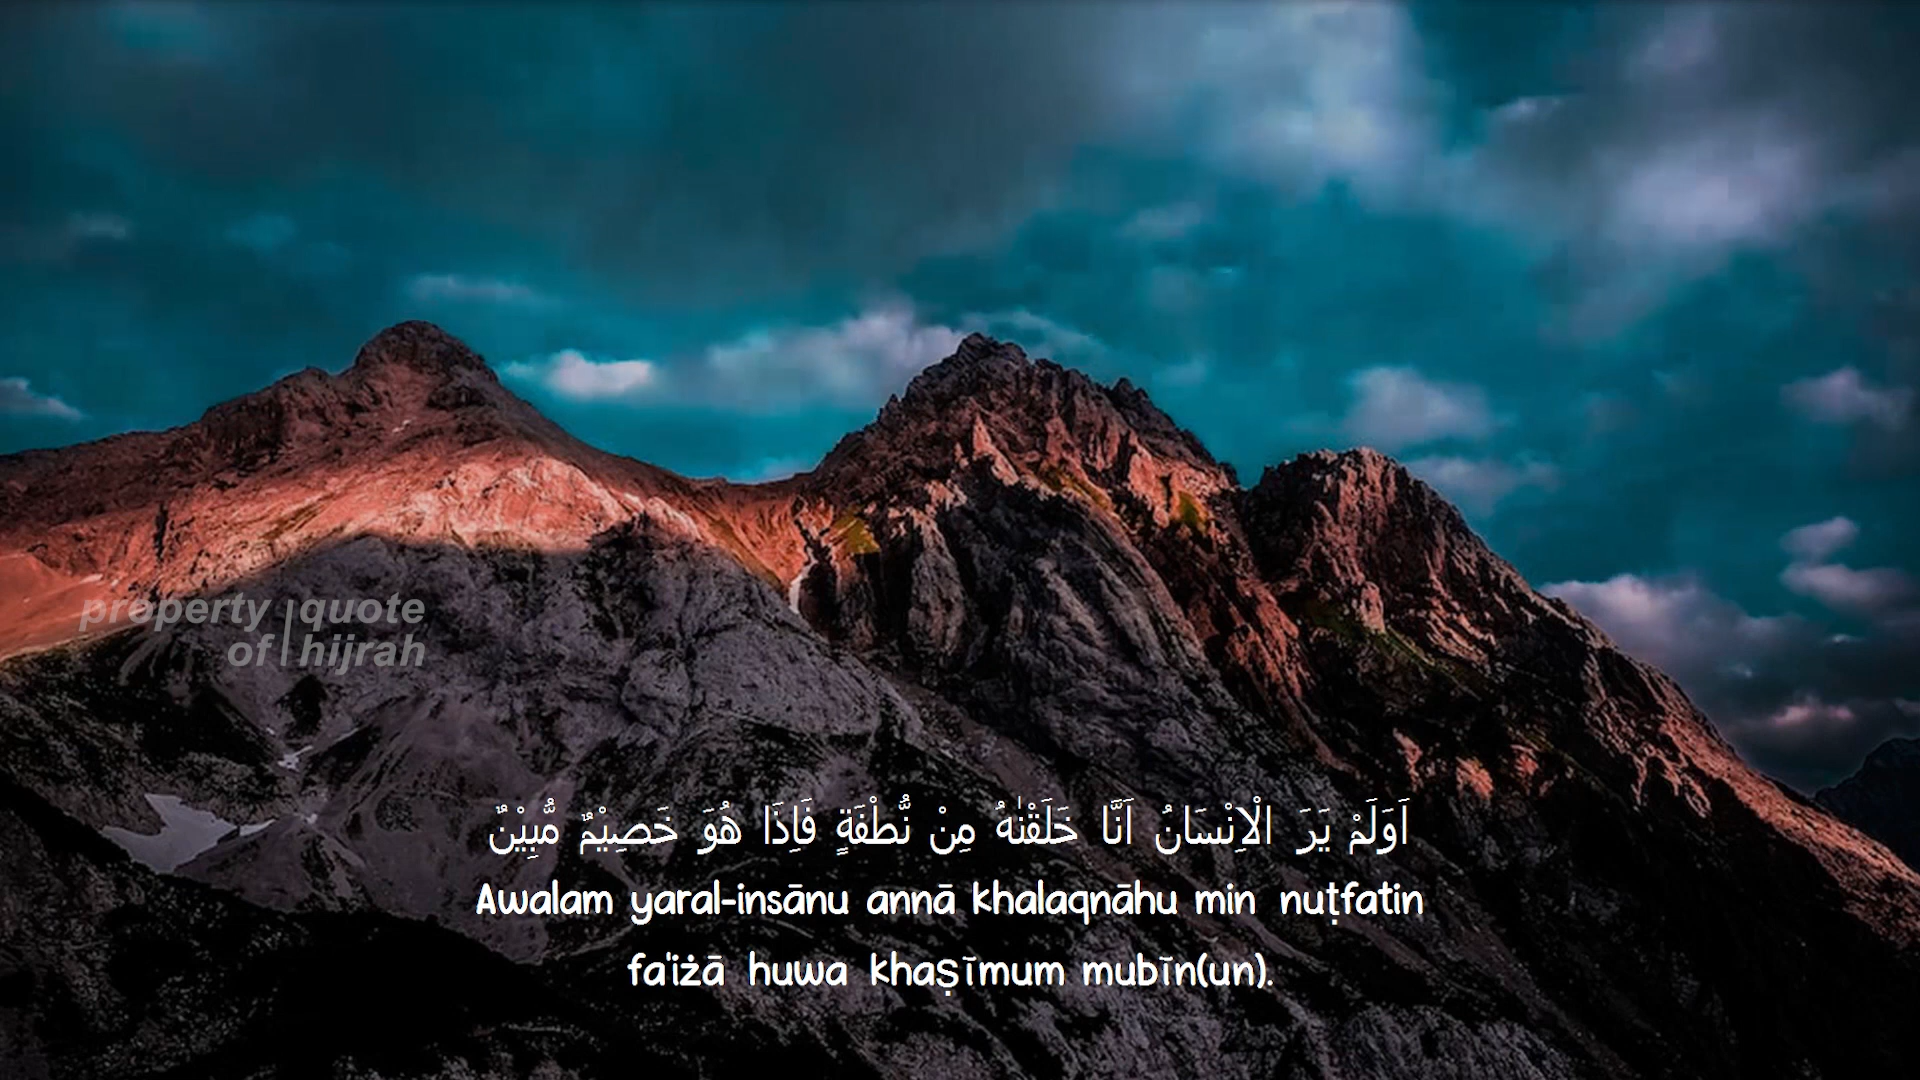 property quote
of hijrah
اَوَلَمْ يَرَ الْاِنْسَانُ اَنَّا خَلَقْنٰهُ مِنْ نُّطْفَةٍ فَاِذَا هُوَ خَصِيْمٌ مُّبِيْنٌ
Awalam yaral-insānu annā khalaqnāhu min nuṭfatin
fa'iżā huwa khaṣīmum mubīn(un).